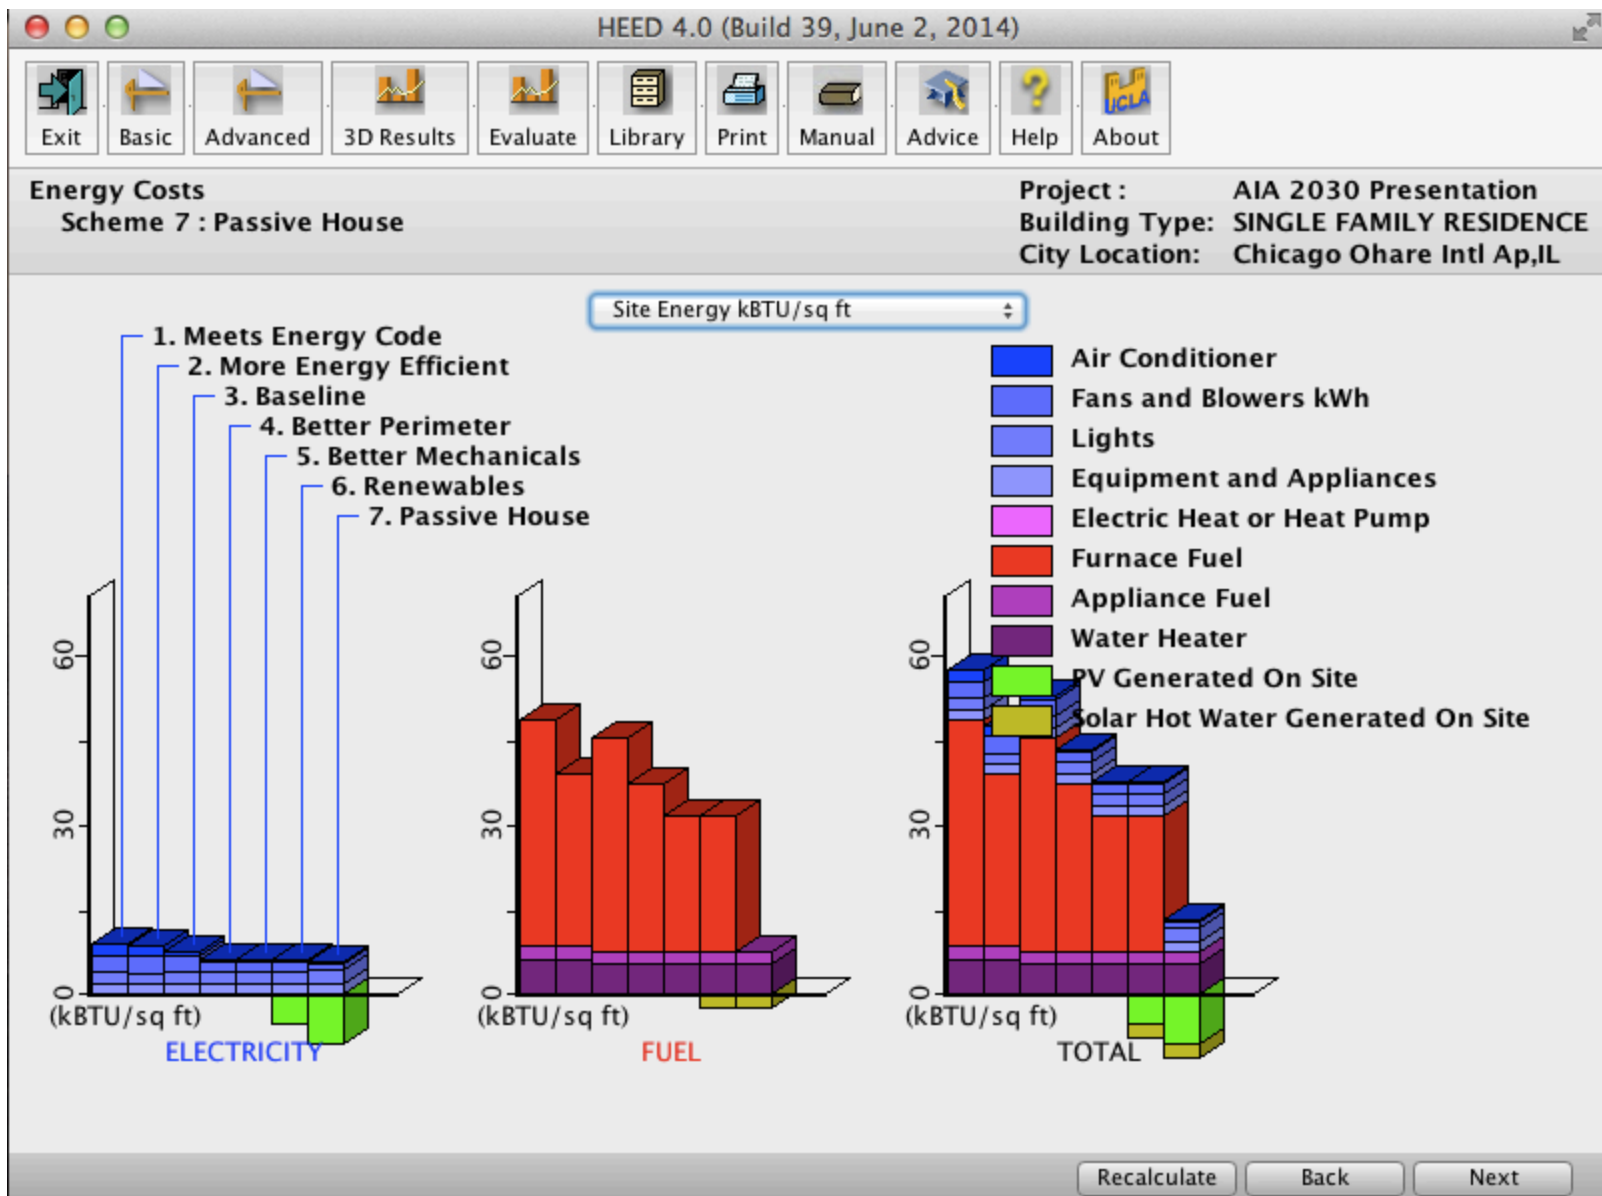 HEED 4.0 (Build 39, June 2, 2014)
Exit
Basic
Advanced
3D Results
Evaluate
Library
Print
Manual
Advice
Help
UCLA
About
Energy Costs
Scheme 7 : Passive House
Project : AIA 2030 Presentation
Building Type: SINGLE FAMILY RESIDENCE
City Location: Chicago Ohare Intl Ap,IL
Site Energy kBTU/sq ft
1. Meets Energy Code
2. More Energy Efficient
3. Baseline
4. Better Perimeter
5. Better Mechanicals
6. Renewables
7. Passive House
Air Conditioner
Fans and Blowers kWh
Lights
Equipment and Appliances
Electric Heat or Heat Pump
Furnace Fuel
Appliance Fuel
Water Heater
PV Generated On Site
Solar Hot Water Generated On Site
60
30
0
(kBTU/sq ft)
ELECTRICITY
60
30
0
(kBTU/sq ft)
FUEL
60
30
0
(kBTU/sq ft)
TOTAL
Recalculate
Back
Next